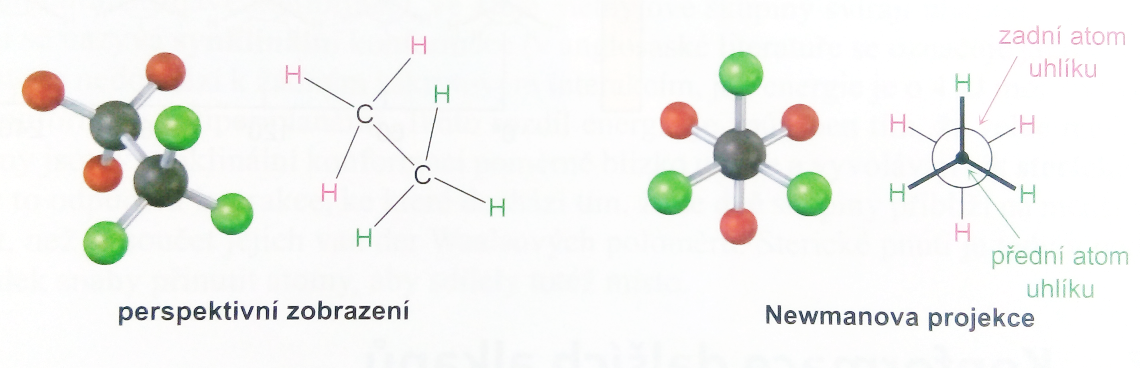 H
H
H
C
H
C
H
H
perspektivní zobrazení
zadní atom
uhlíku
H
H
H
H
H
H
přední atom
uhlíku
Newmanova projekce